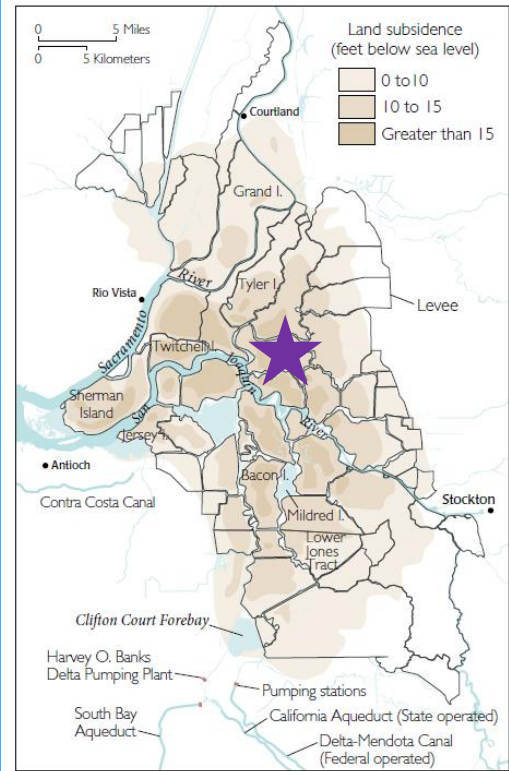 0 5 Miles
0 5 Kilometers
Land subsidence
(feet below sea level)
0 to10
10 to 15
Greater than 15
Courtland
Grand I.
River
Tyler I.
Rio Vista
Levee
Sacramento
Twitchell I.
San Joaquin River
Sherman
Island
Jersey I.
Antioch
Bacon I.
Contra Costa Canal
Stockton
Mildred I.
Lower
Jones
Tract
Clifton Court Forebay
Harvey O. Banks
Delta Pumping Plant
Pumping stations
South Bay
Aqueduct
California Aqueduct (State operated)
Delta-Mendota Canal
(Federal operated)